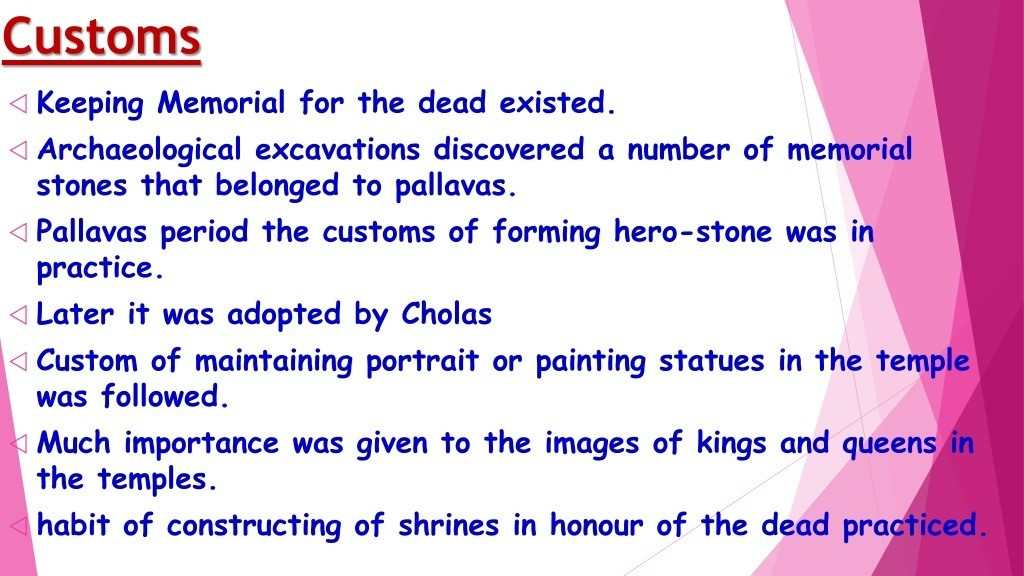 Customs
Keeping Memorial for the dead existed.
Archaeological excavations discovered a number of memorial
stones that belonged to pallavas.
Pallavas period the customs of forming hero-stone was in
practice.
Later it was adopted by Cholas
Custom of maintaining portrait or painting statues in the temple
was followed.
Much importance was given to the images of kings and queens in
the temples.
habit of constructing of shrines in honour of the dead practiced.